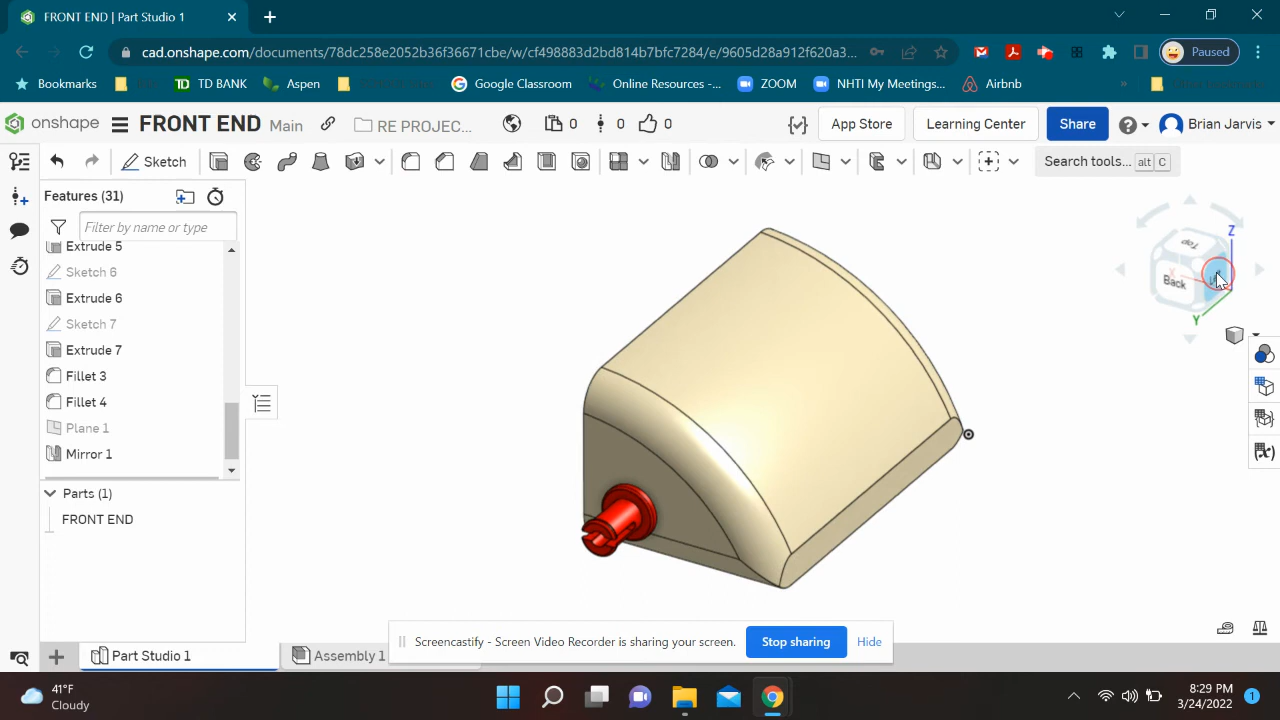 FRONT END | Part Studio 1
cad.onshape.com/documents/78dc258e2052b36f36671cbe/w/cf498883d2bd814b7bfc7284/e/9605d28a912f620a3...
Paused
Bookmarks TD TD BANK Aspen Google Classroom Online Resources -... ZOOM NHTI My Meetings... Airbnb »
onshape FRONT END Main RE PROJEC... 0 0 0 App Store Learning Center Share Brian Jarvis
Sketch Search tools... alt C
Features (31)
Filter by name or type
Extrude 5
Sketch 6
Extrude 6
Sketch 7
Extrude 7
Fillet 3
Fillet 4
Plane 1
Mirror 1
Parts (1)
FRONT END
Top
Z
Back
X
Y
(x)
Screencastify - Screen Video Recorder is sharing your screen. Stop sharing Hide
Part Studio 1 Assembly 1
41°F
Cloudy
8:29 PM
3/24/2022
1